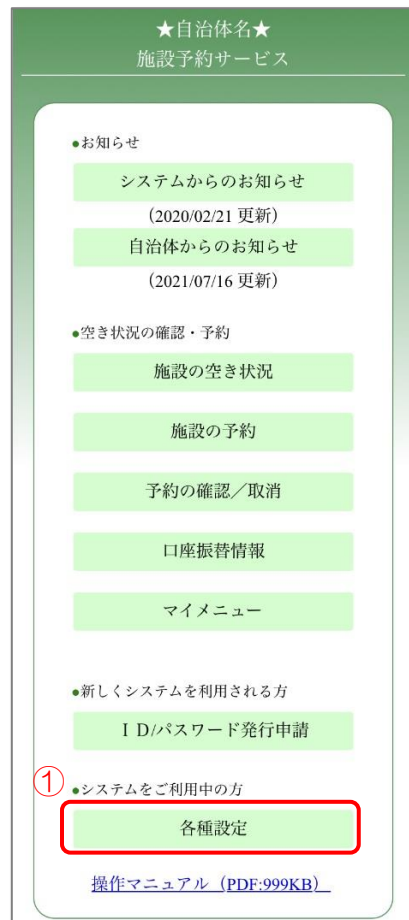 ★自治体名★
施設予約サービス
●お知らせ
システムからのお知らせ
（2020/02/21 更新）
自治体からのお知らせ
（2021/07/16 更新）
●空き状況の確認・予約
施設の空き状況
施設の予約
予約の確認／取消
口座振替情報
マイメニュー
●新しくシステムを利用される方
ＩＤ/パスワード発行申請
①
●システムをご利用中の方
各種設定
操作マニュアル（PDF:999KB）